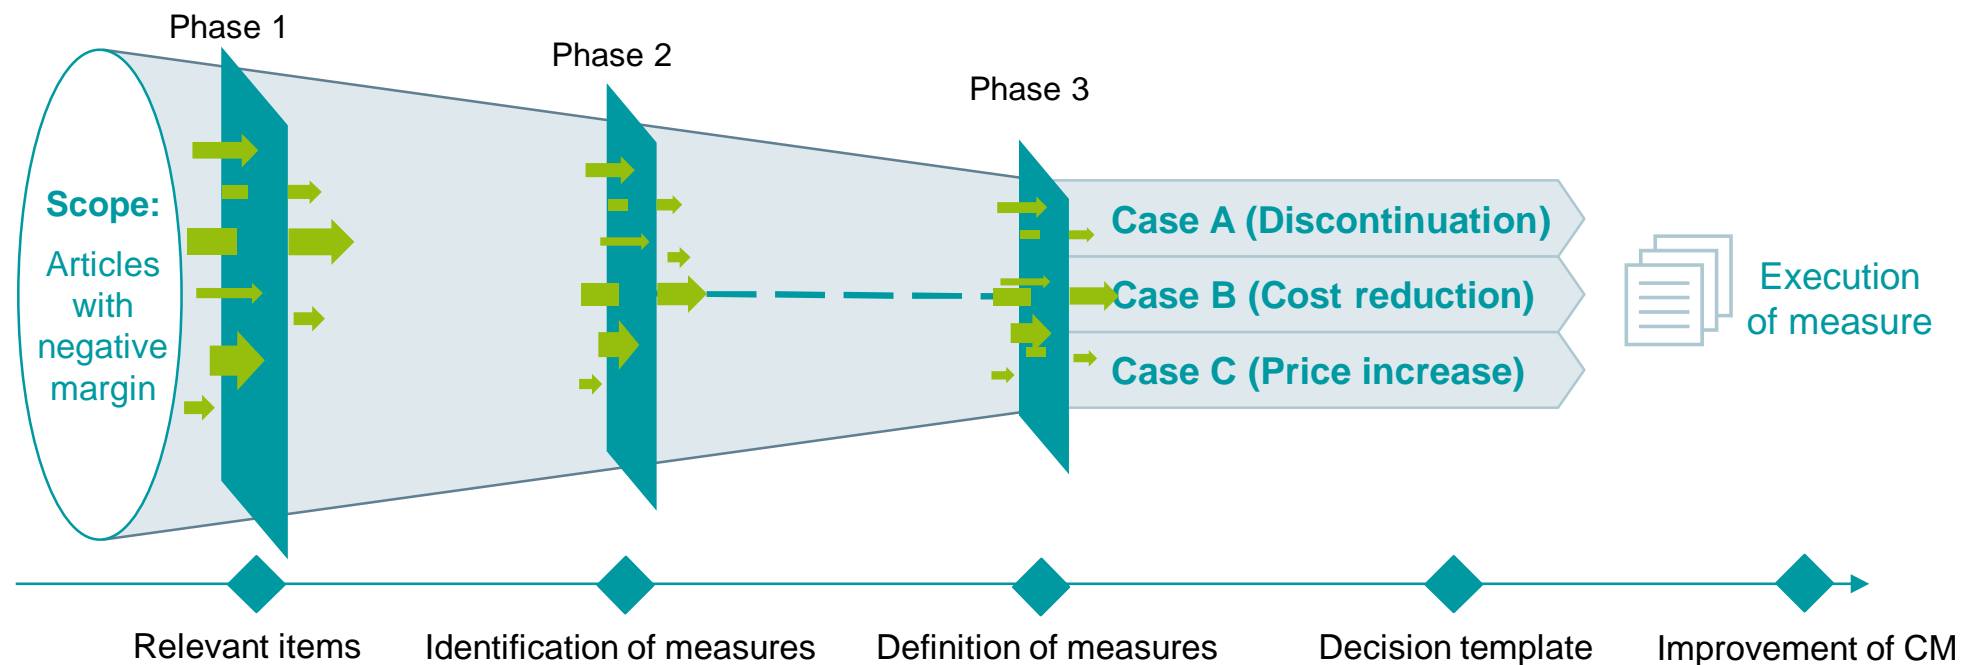 Phase 1
Phase 2
Phase 3
Scope:
Articles
with
negative
margin
Case A (Discontinuation)
Case B (Cost reduction)
Case C (Price increase)
Execution
of measure
Relevant items
Identification of measures
Definition of measures
Decision template
Improvement of CM